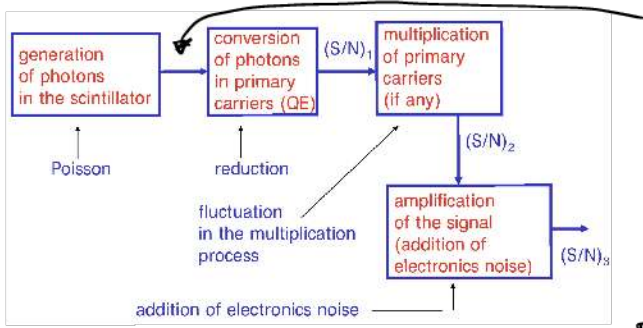 generation
of photons
in the scintillator
conversion
of photons
in primary
carriers (QE)
(S/N)1
multiplication
of primary
carriers
(if any)
Poisson
reduction
(S/N)2
fluctuation
in the multiplication
process
amplification
of the signal
(addition of
electronics noise)
(S/N)3
addition of electronics noise